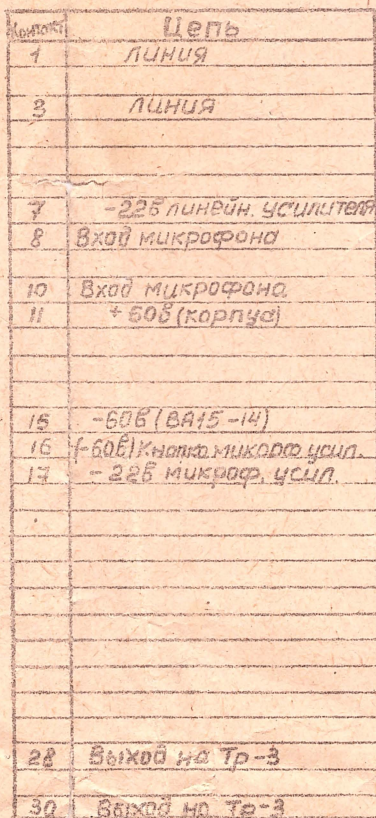 Контакт Цепь
1 линия
3 линия
7 -22в линейн. усилителя
8 Вход микрофона
10 Вход микрофона
11 +60в (корпус)
15 -60в (ВА15-14)
16 (-60в) Кнопка микроф. усил.
17 -22в микроф. усил.
28 Выход на Тр-3
30 Выход на Тр-3